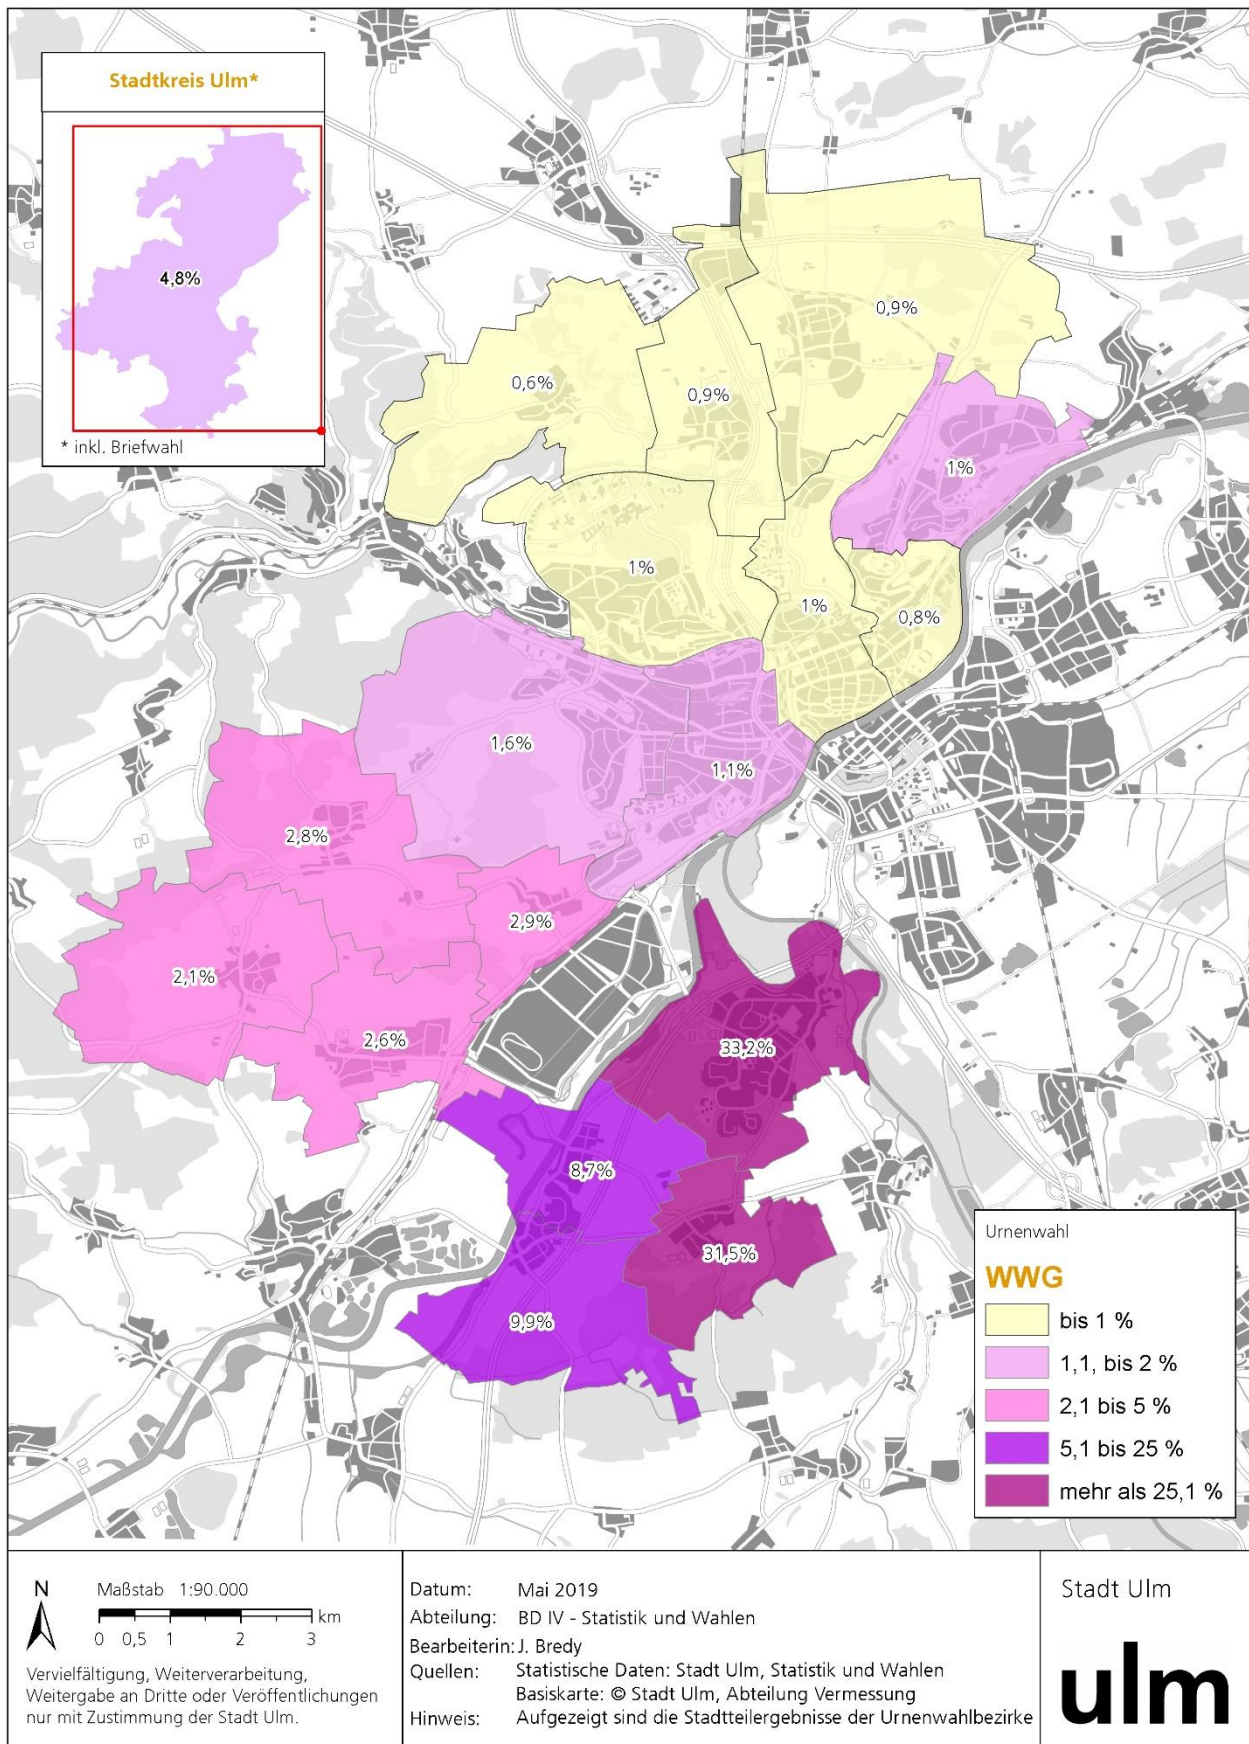 Stadtkreis Ulm*
4,8%
* inkl. Briefwahl
0,9%
0,6%
0,9%
1%
1%
1%
0,8%
1,6%
1,1%
2,8%
2,9%
2,1%
2,6%
33,2%
8,7%
31,5%
9,9%
Urnenwahl
WWG
bis 1 %
1,1, bis 2 %
2,1 bis 5 %
5,1 bis 25 %
mehr als 25,1 %
N
Maßstab 1:90.000
km
0 0,5 1 2 3
Vervielfältigung, Weiterverarbeitung,
Weitergabe an Dritte oder Veröffentlichungen
nur mit Zustimmung der Stadt Ulm.
Datum: Mai 2019
Abteilung: BD IV - Statistik und Wahlen
Bearbeiterin: J. Bredy
Quellen: Statistische Daten: Stadt Ulm, Statistik und Wahlen
Basiskarte: © Stadt Ulm, Abteilung Vermessung
Hinweis: Aufgezeigt sind die Stadtteilergebnisse der Urnenwahlbezirke
Stadt Ulm
ulm